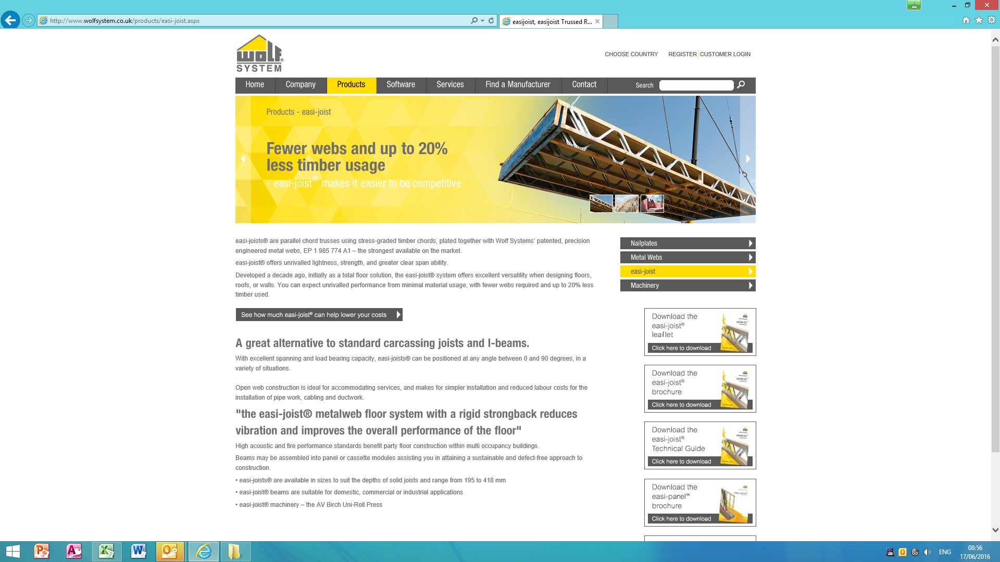 http://www.wolfsystem.co.uk/products/easi-joist.aspx
easijoist, easijoist Trussed R...
wolf®
SYSTEM
CHOOSE COUNTRY
REGISTER
CUSTOMER LOGIN
Home
Company
Products
Software
Services
Find a Manufacturer
Contact
Search
Products - easi-joist
Fewer webs and up to 20%
less timber usage
- easi-joist® makes it easier to be competitive
easi-joists® are parallel chord trusses using stress-graded timber chords, plated together with Wolf Systems' patented, precision
engineered metal webs, EP 1 985 774 A1 – the strongest available on the market.
easi-joist® offers unrivalled lightness, strength, and greater clear span ability.
Developed a decade ago, initially as a total floor solution, the easi-joist® system offers excellent versatility when designing floors,
roofs, or walls. You can expect unrivalled performance from minimal material usage, with fewer webs required and up to 20% less
timber used.
See how much easi-joist® can help lower your costs
A great alternative to standard carcassing joists and I-beams.
With excellent spanning and load bearing capacity, easi-joists® can be positioned at any angle between 0 and 90 degrees, in a
variety of situations.
Open web construction is ideal for accommodating services, and makes for simpler installation and reduced labour costs for the
installation of pipe work, cabling and ductwork.
"the easi-joist® metalweb floor system with a rigid strongback reduces
vibration and improves the overall performance of the floor"
High acoustic and fire performance standards benefit party floor construction within multi occupancy buildings.
Beams may be assembled into panel or cassette modules assisting you in attaining a sustainable and defect-free approach to
construction.
• easi-joists® are available in sizes to suit the depths of solid joists and range from 195 to 418 mm
• easi-joist® beams are suitable for domestic, commercial or industrial applications
• easi-joist® machinery – the AV Birch Uni-Roll Press
Nailplates
Metal Webs
easi-joist
Machinery
Download the
easi-joist®
leaflet
Click here to download
Download the
easi-joist®
brochure
Click here to download
Download the
easi-joist®
Technical Guide
Click here to download
Download the
easi-panel®
brochure
Click here to download
ENG
08:56
17/06/2016